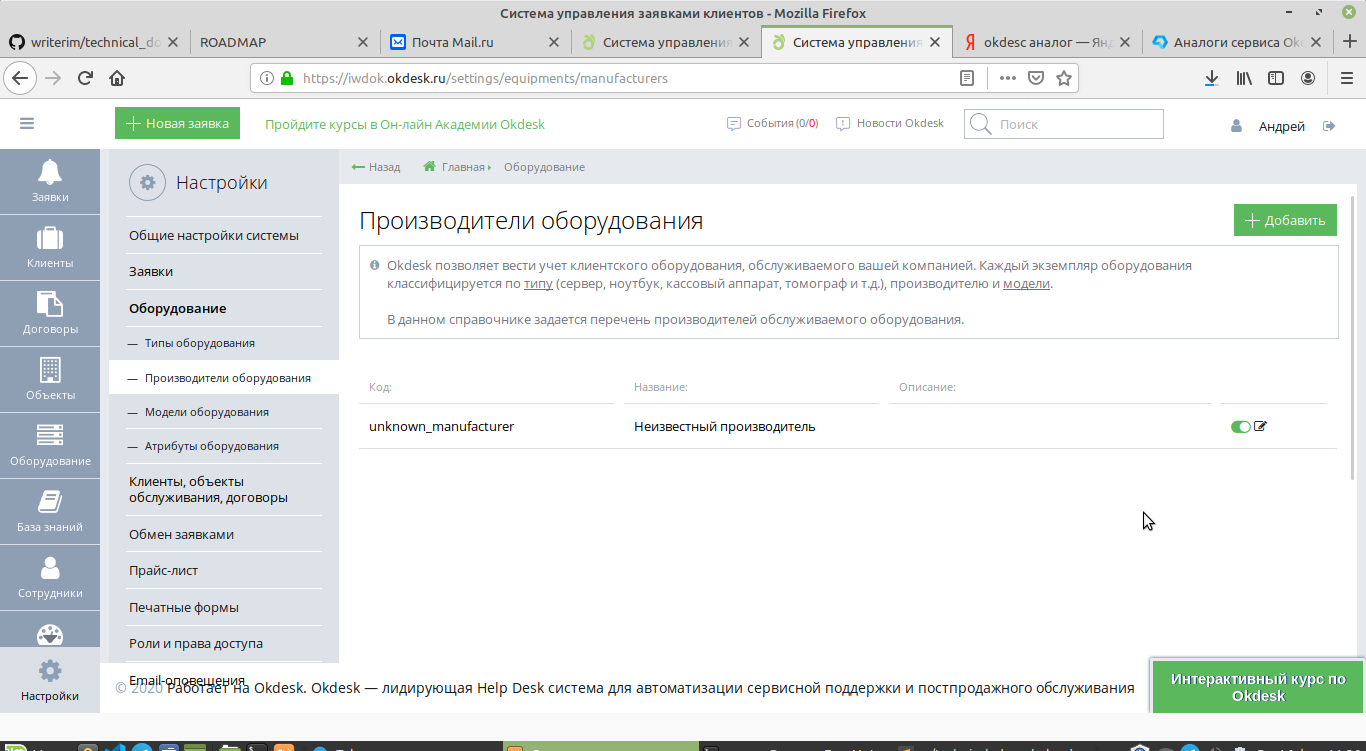 Система управления заявками клиентов - Mozilla Firefox
writerim/technical_do
ROADMAP
Почта Mail.ru
Система управления
Система управления
okdesc аналог — Янд
Аналоги сервиса Okd
https://iwdok.okdesk.ru/settings/equipments/manufacturers
Новая заявка
Пройдите курсы в Он-лайн Академии Okdesk
События (0/0)
Новости Okdesk
Поиск
Андрей
Заявки
Клиенты
Договоры
Объекты
Оборудование
База знаний
Сотрудники
Настройки
Настройки
Общие настройки системы
Заявки
Оборудование
— Типы оборудования
— Производители оборудования
— Модели оборудования
— Атрибуты оборудования
Клиенты, объекты
обслуживания, договоры
Обмен заявками
Прайс-лист
Печатные формы
Роли и права доступа
Email-оповещения
Назад
Главная
Оборудование
Производители оборудования
Добавить
Okdesk позволяет вести учет клиентского оборудования, обслуживаемого вашей компанией. Каждый экземпляр оборудования
классифицируется по типу (сервер, ноутбук, кассовый аппарат, томограф и т.д.), производителю и модели.
В данном справочнике задается перечень производителей обслуживаемого оборудования.
Код:
Название:
Описание:
unknown_manufacturer
Неизвестный производитель
© 2020 Работает на Okdesk. Okdesk — лидирующая Help Desk система для автоматизации сервисной поддержки и постпродажного обслуживания
Интерактивный курс по
Okdesk